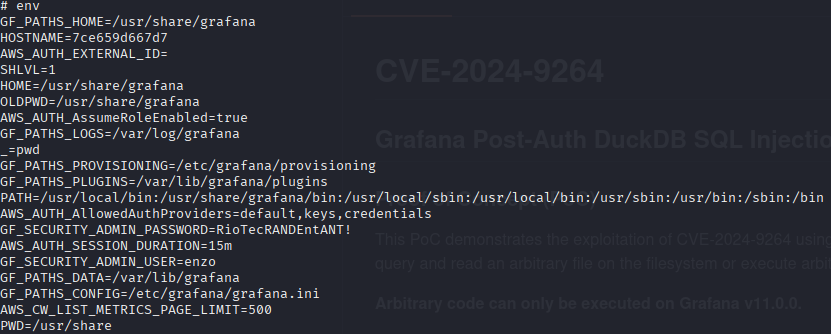 # env
GF_PATHS_HOME=/usr/share/grafana
HOSTNAME=7ce659d667d7
AWS_AUTH_EXTERNAL_ID=
SHLVL=1
HOME=/usr/share/grafana
OLDPWD=/usr/share/grafana
AWS_AUTH_AssumeRoleEnabled=true
GF_PATHS_LOGS=/var/log/grafana
_=pwd
GF_PATHS_PROVISIONING=/etc/grafana/provisioning
GF_PATHS_PLUGINS=/var/lib/grafana/plugins
PATH=/usr/local/bin:/usr/share/grafana/bin:/usr/local/sbin:/usr/local/bin:/usr/sbin:/usr/bin:/sbin:/bin
AWS_AUTH_AllowedAuthProviders=default,keys,credentials
GF_SECURITY_ADMIN_PASSWORD=RioTecRANDEntANT!
AWS_AUTH_SESSION_DURATION=15m
GF_SECURITY_ADMIN_USER=enzo
GF_PATHS_DATA=/var/lib/grafana
GF_PATHS_CONFIG=/etc/grafana/grafana.ini
AWS_CW_LIST_METRICS_PAGE_LIMIT=500
PWD=/usr/share
CVE-2024-9264
Grafana Post-Auth DuckDB SQL Injectio
This PoC demonstrates the exploitation of CVE-2024-9264 using
query and read an arbitrary file on the filesystem or execute arbit
Arbitrary code can only be executed on Grafana v11.0.0.